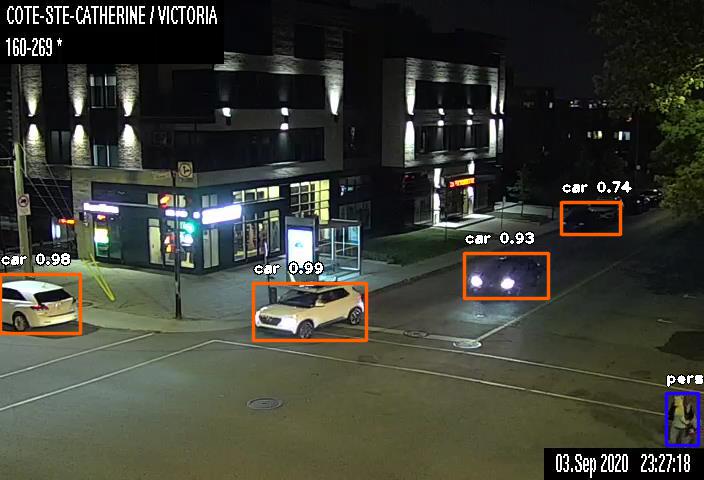 COTE-STE-CATHERINE / VICTORIA
160-269 *
car 0.74
car 0.93
car 0.98
car 0.99
pers
03.Sep 2020 23:27:18